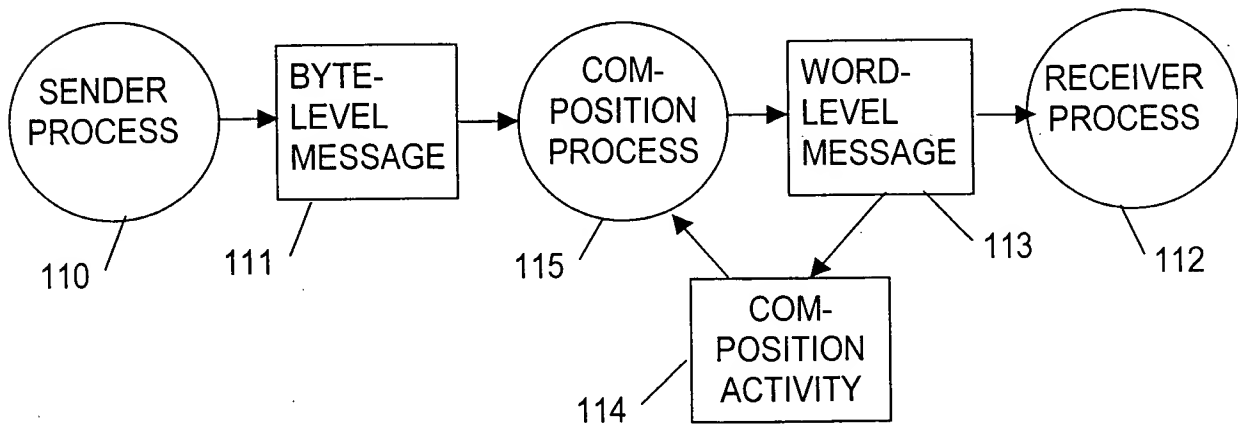 SENDER
PROCESS
BYTE-
LEVEL
MESSAGE
COM-
POSITION
PROCESS
WORD-
LEVEL
MESSAGE
RECEIVER
PROCESS
110
111
115
113
112
COM-
POSITION
ACTIVITY
114